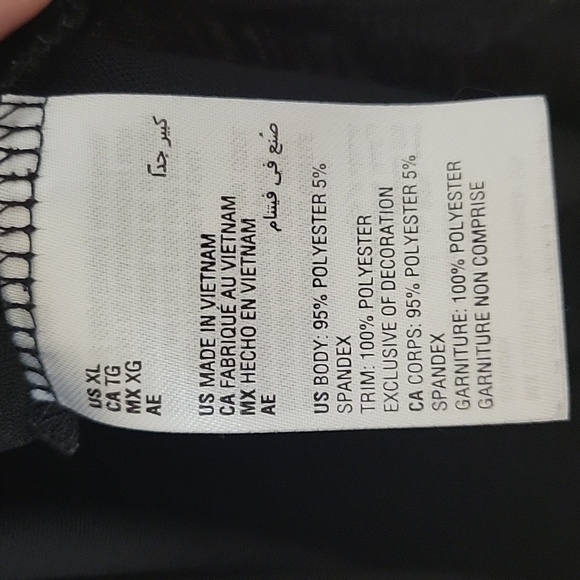 US XL
CA TG
MX XG
AE كبير جداً
US MADE IN VIETNAM
CA FABRIQUÉ AU VIETNAM
MX HECHO EN VIETNAM
AE صُنع في فيتنام
US BODY: 95% POLYESTER 5%
SPANDEX
TRIM: 100% POLYESTER
EXCLUSIVE OF DECORATION
CA CORPS: 95% POLYESTER 5%
SPANDEX
GARNITURE: 100% POLYESTER
GARNITURE NON COMPRISE